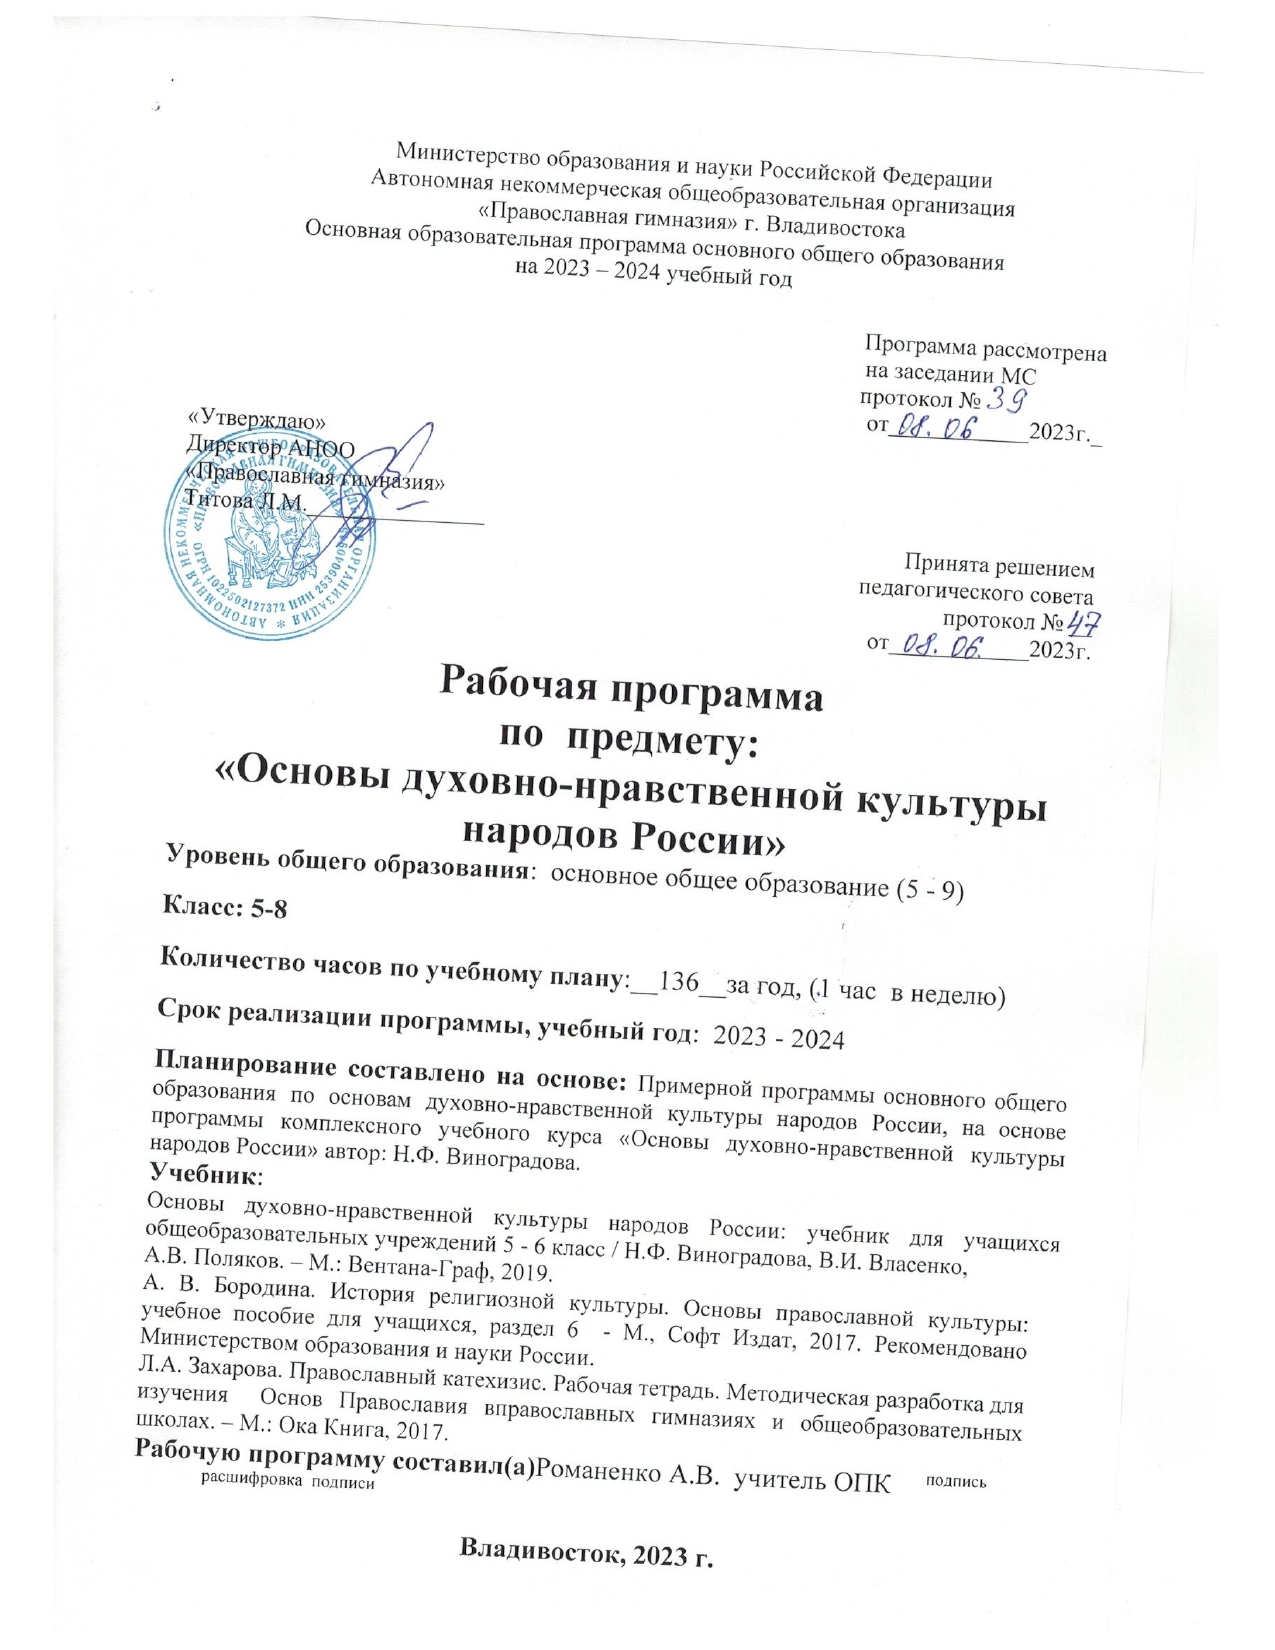 Министерство образования и науки Российской Федерации
Автономная некоммерческая общеобразовательная организация
«Православная гимназия» г. Владивостока
Основная образовательная программа основного общего образования
на 2023 – 2024 учебный год
Программа рассмотрена
на заседании МС
протокол № 39
от 08. 06 2023г._
«Утверждаю»
Директор АНОО
«Православная гимназия»
Титова Л.М.
АВТОНОМНАЯ НЕКОММЕРЧЕСКАЯ ОБЩЕОБРАЗОВАТЕЛЬНАЯ ОРГАНИЗАЦИЯ
«ПРАВОСЛАВНАЯ ГИМНАЗИЯ»
ОГРН 1022502127372 ИНН
Принята решением
педагогического совета
протокол № 47
от 08. 06. 2023г.
Рабочая программа
по предмету:
«Основы духовно-нравственной культуры
народов России»
Уровень общего образования: основное общее образование (5 - 9)
Класс: 5-8
Количество часов по учебному плану:__136__за год, (1 час в неделю)
Срок реализации программы, учебный год: 2023 - 2024
Планирование составлено на основе: Примерной программы основного общего
образования по основам духовно-нравственной культуры народов России, на основе
программы комплексного учебного курса «Основы духовно-нравственной культуры
народов России» автор: Н.Ф. Виноградова.
Учебник:
Основы духовно-нравственной культуры народов России: учебник для учащихся
общеобразовательных учреждений 5 - 6 класс / Н.Ф. Виноградова, В.И. Власенко,
А.В. Поляков. – М.: Вентана-Граф, 2019.
А. В. Бородина. История религиозной культуры. Основы православной культуры:
учебное пособие для учащихся, раздел 6 - М., Софт Издат, 2017. Рекомендовано
Министерством образования и науки России.
Л.А. Захарова. Православный катехизис. Рабочая тетрадь. Методическая разработка для
изучения Основ Православия вправославных гимназиях и общеобразовательных
школах. – М.: Ока Книга, 2017.
Рабочую программу составил(а)Романенко А.В. учитель ОПК подпись
расшифровка подписи
Владивосток, 2023 г.